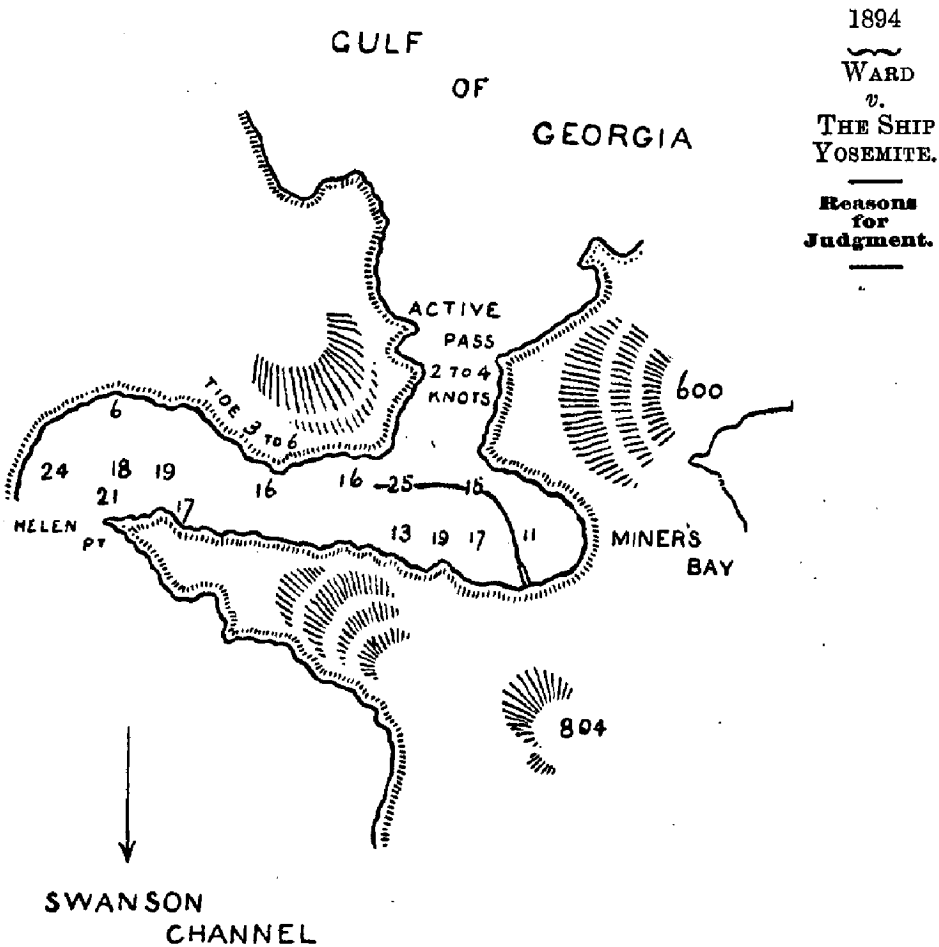 GULF
OF
GEORGIA
1894
WARD
v.
THE SHIP
YOSEMITE.
Reasons
for
Judgment.
ACTIVE
PASS
2 TO 4
KNOTS
600
TIDE 3 TO 6
6
24
18
19
21
17
16
16
25
15
13
19
17
11
HELEN
PT
MINER'S
BAY
804
SWANSON
CHANNEL